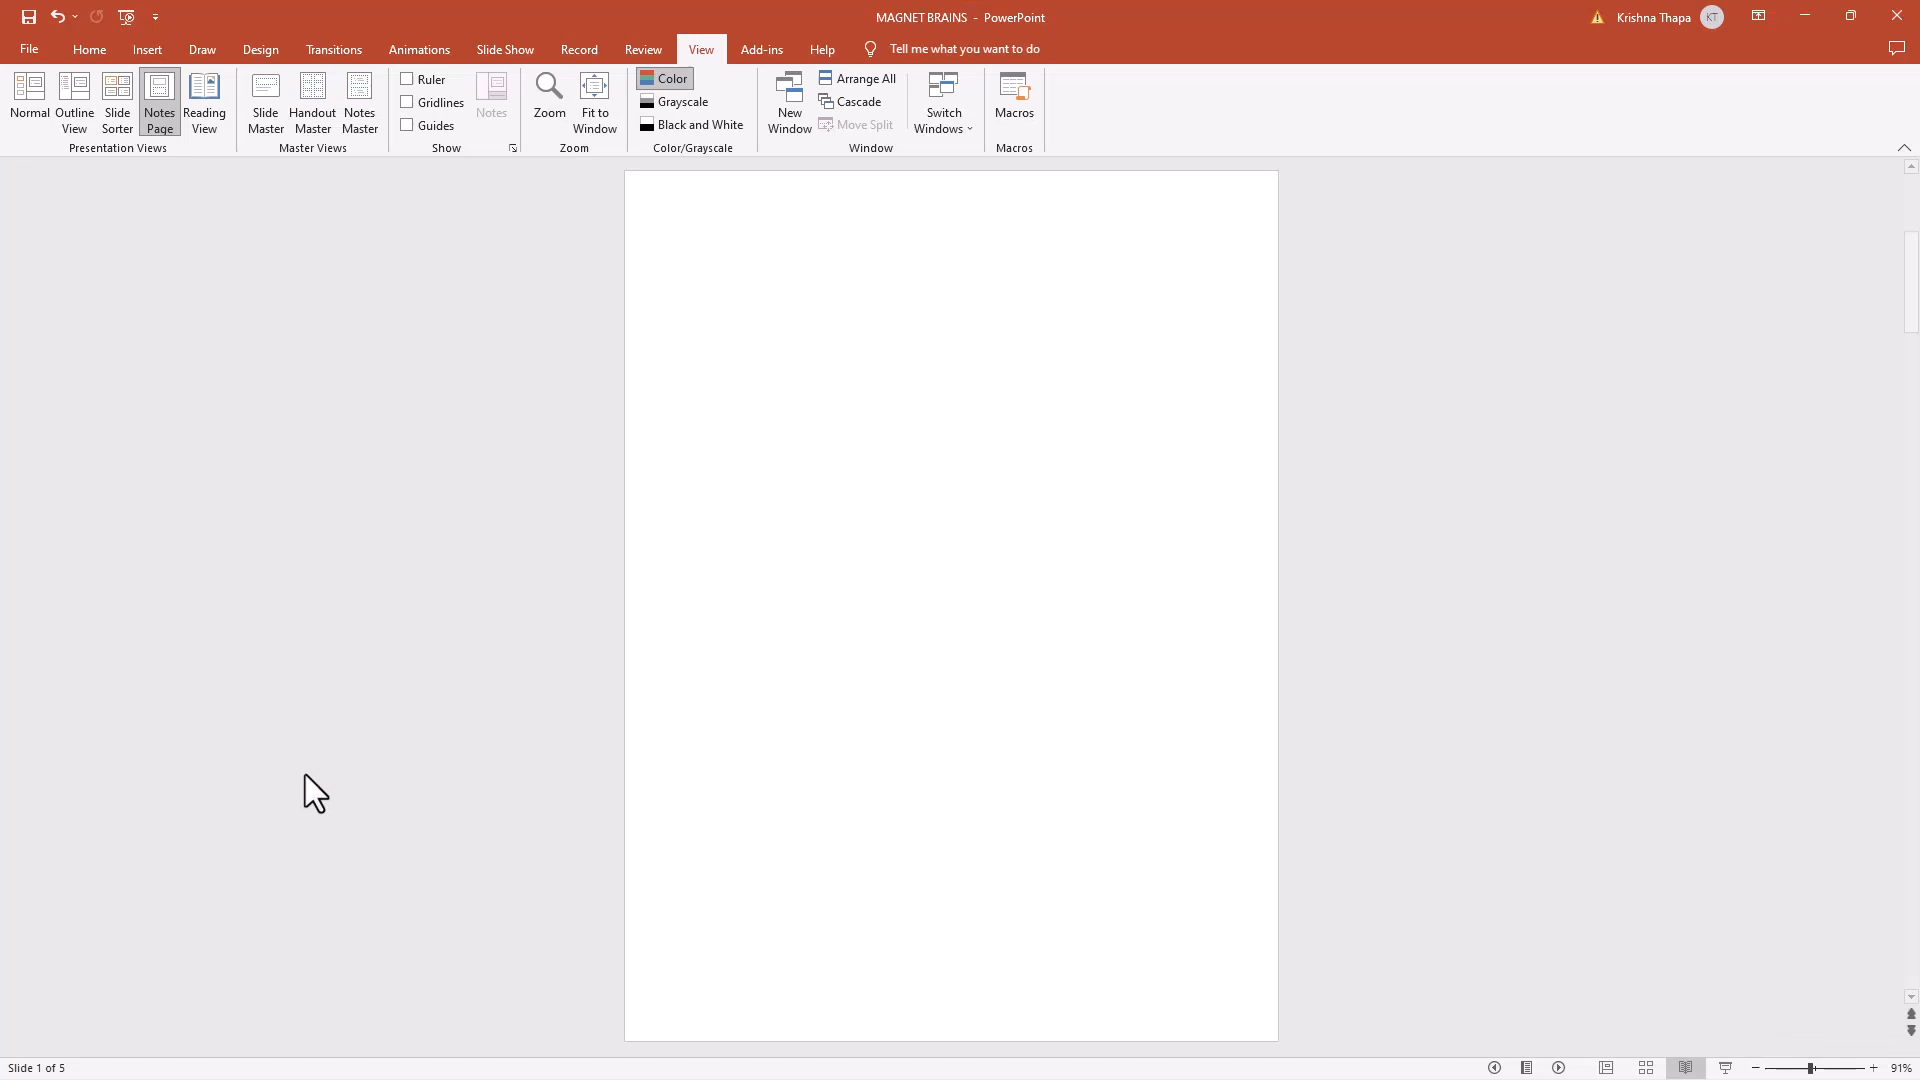 MAGNET BRAINS - PowerPoint
Krishna Thapa
KT
File Home Insert Draw Design Transitions Animations Slide Show Record Review View Add-ins Help Tell me what you want to do
Normal
Outline View
Slide Sorter
Notes Page
Reading View
Presentation Views
Slide Master
Handout Master
Notes Master
Master Views
Ruler
Gridlines
Guides
Notes
Show
Zoom
Fit to Window
Zoom
Color
Grayscale
Black and White
Color/Grayscale
New Window
Arrange All
Cascade
Move Split
Switch Windows
Window
Macros
Macros
Slide 1 of 5
91%